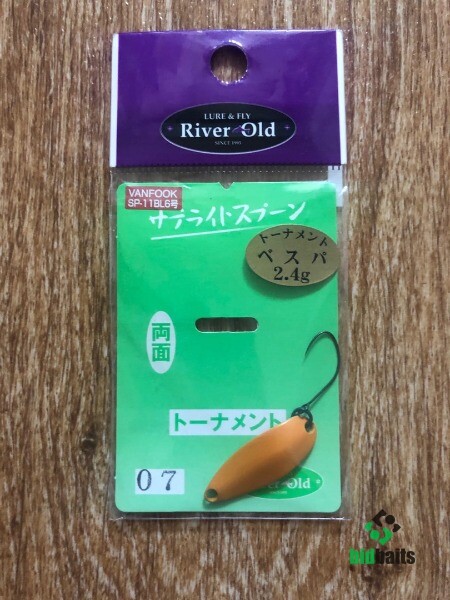 LURE & FLY
River Old
SINCE 1995
VANFOOK
SP-11BL6号
サテライトスプーン
トーナメント
ベスパ
2.4g
両面
トーナメント
07
River Old
bidbaits